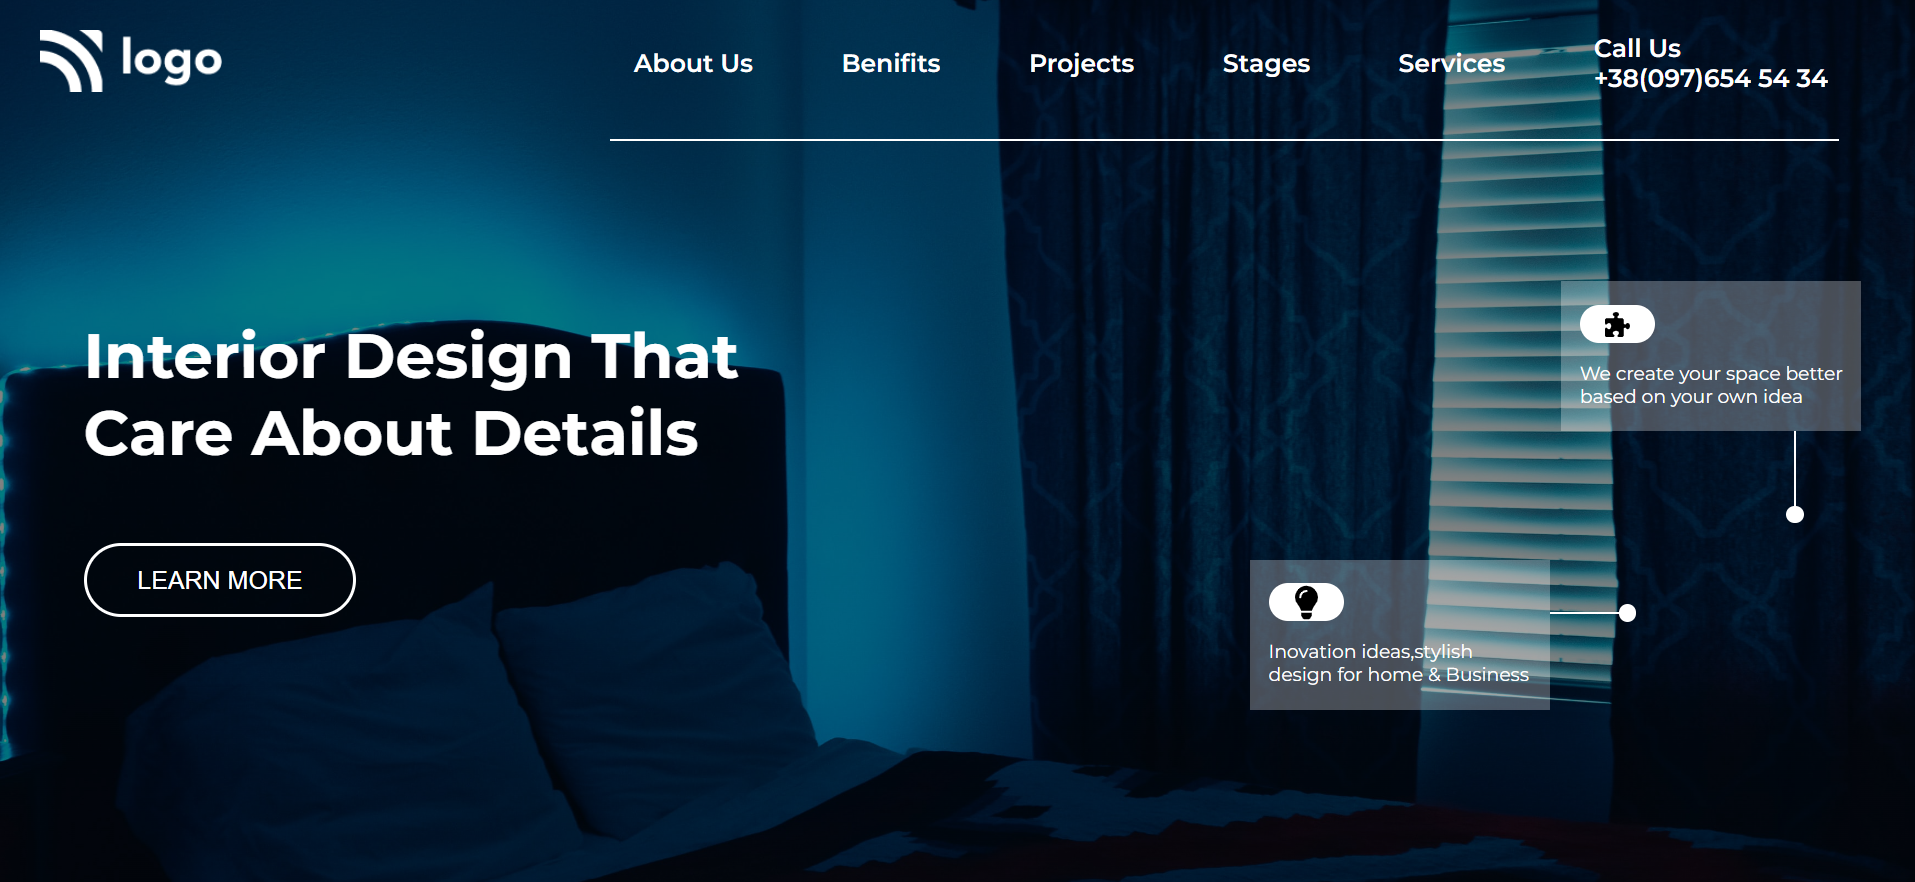 logo
About Us
Benifits
Projects
Stages
Services
Call Us
+38(097)654 54 34
Interior Design That
Care About Details
LEARN MORE
We create your space better
based on your own idea
Inovation ideas,stylish
design for home & Business